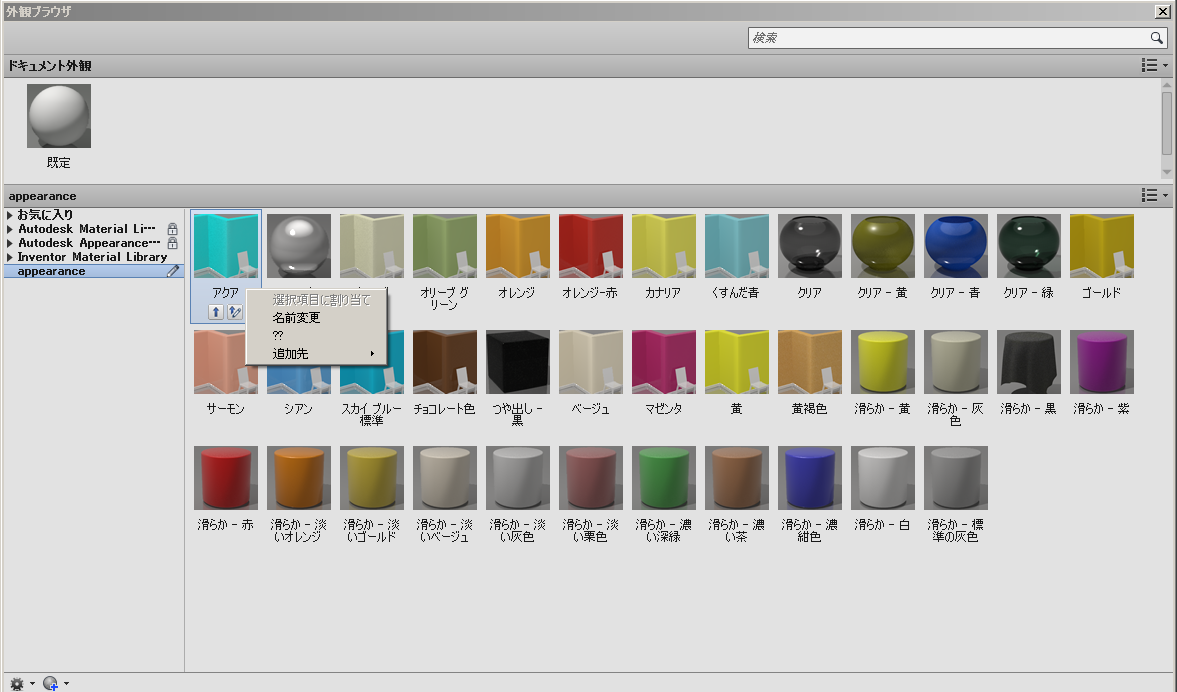 外観ブラウザ
検索
ドキュメント外観
既定
appearance
お気に入り
Autodesk Material Li…
Autodesk Appearance…
Inventor Material Library
appearance
アクア
オリーブ グ
リーン
オレンジ
オレンジ-赤
カナリア
くすんだ青
クリア
クリア - 黄
クリア - 青
クリア - 緑
ゴールド
選択項目に割り当て
名前変更
??
追加先
サーモン
シアン
スカイ ブルー
標準
チョコレート色
つや出し -
黒
ベージュ
マゼンタ
黄
黄褐色
滑らか - 黄
滑らか - 灰
色
滑らか - 黒
滑らか - 紫
滑らか - 赤
滑らか - 淡
いオレンジ
滑らか - 淡
いゴールド
滑らか - 淡
いベージュ
滑らか - 淡
い灰色
滑らか - 淡
い栗色
滑らか - 濃
い深緑
滑らか - 濃
い茶
滑らか - 濃
紺色
滑らか - 白
滑らか - 標
準の灰色